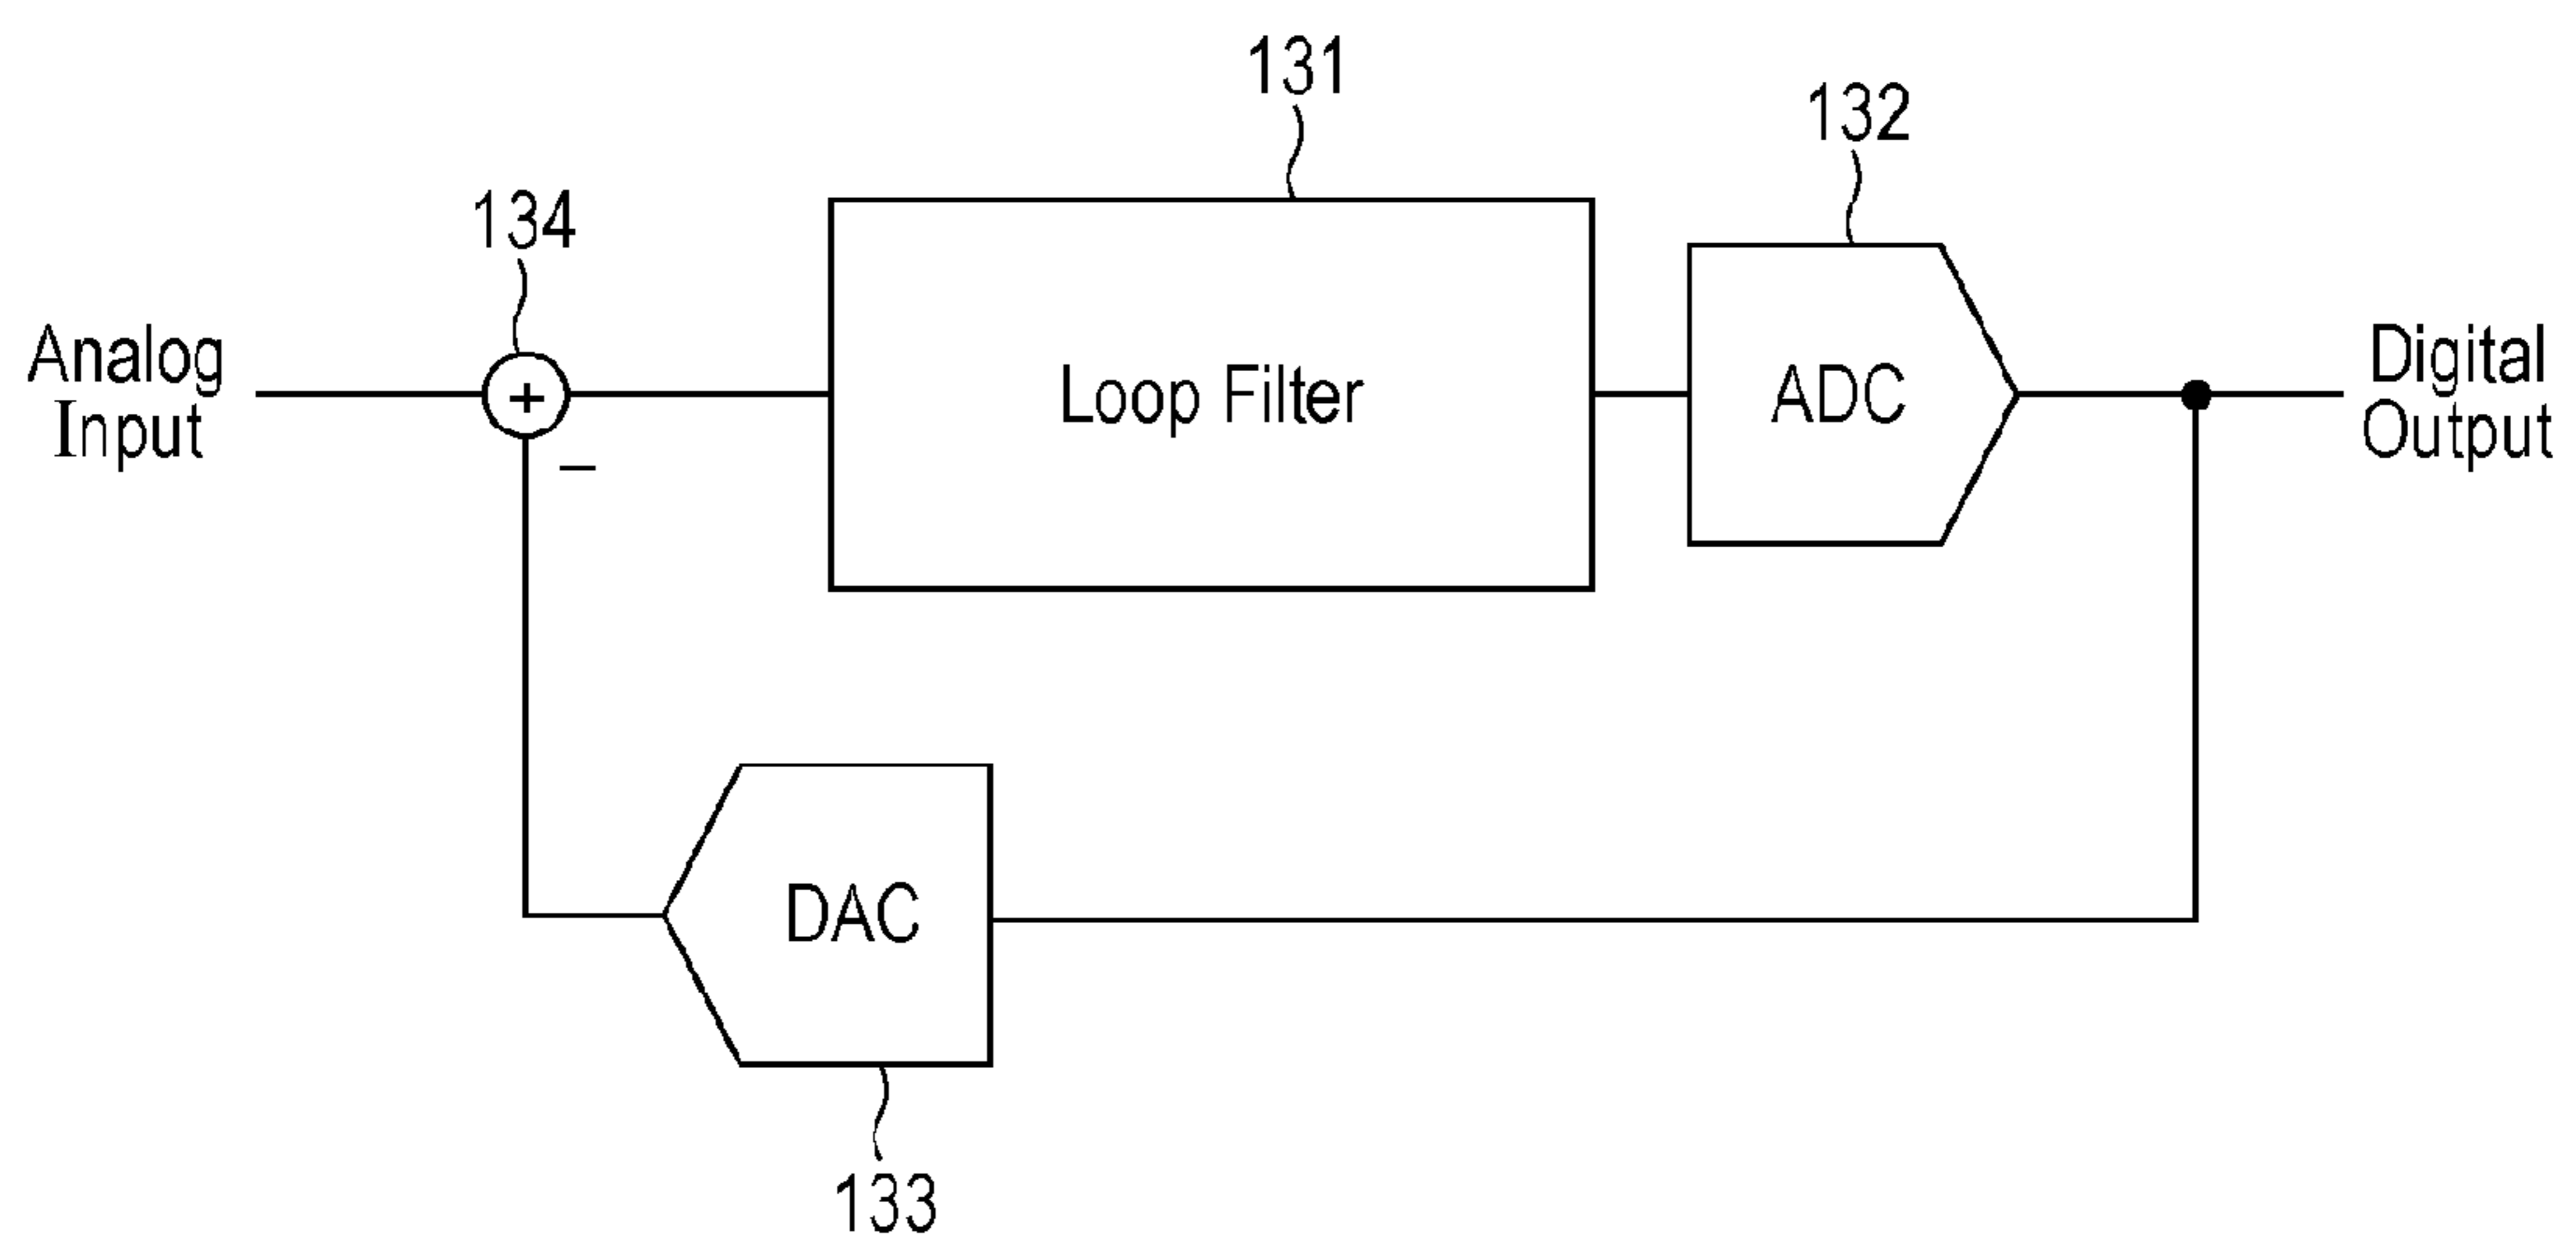 131
132
134
Analog
Input
+
Loop Filter
ADC
Digital
Output
−
DAC
133